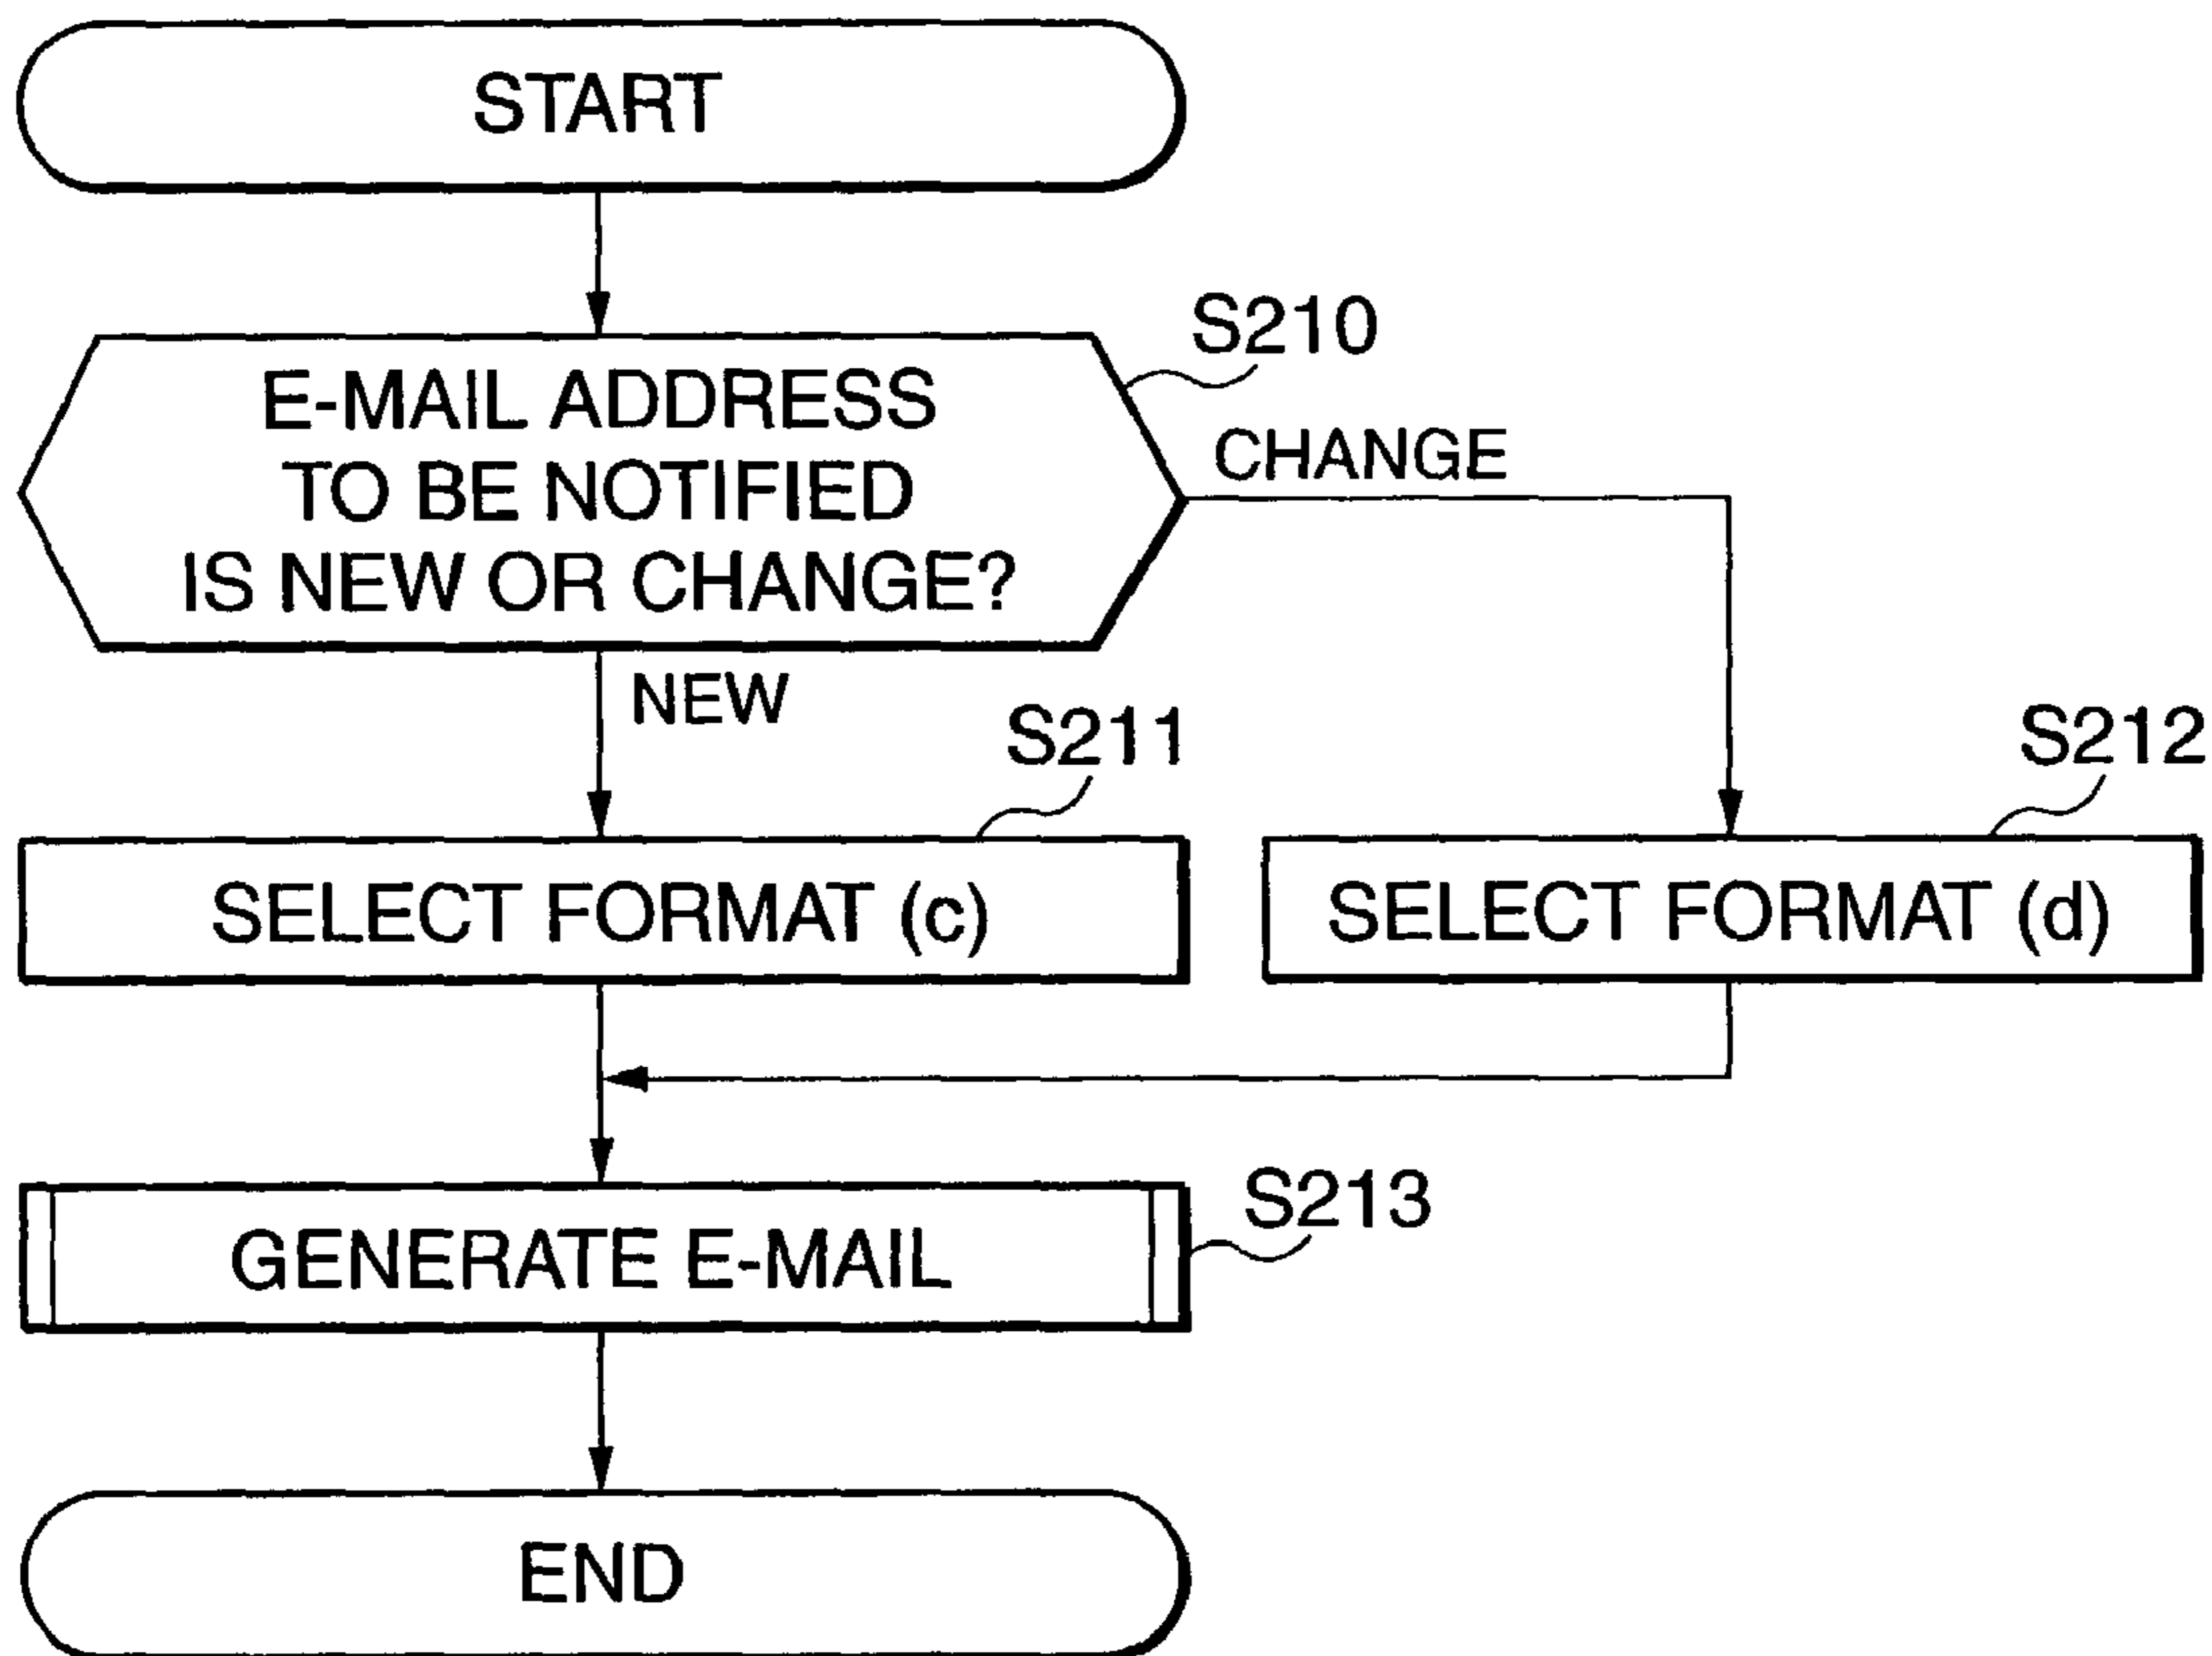 START
S210
E-MAIL ADDRESS
TO BE NOTIFIED
IS NEW OR CHANGE?
CHANGE
NEW
S211
S212
SELECT FORMAT (c)
SELECT FORMAT (d)
S213
GENERATE E-MAIL
END